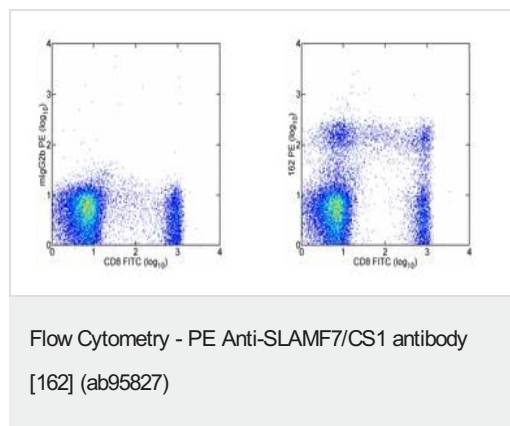 4
3
2
1
0
mIgG2b PE (log10)
0 1 2 3 4
CD8 FITC (log10)
4
3
2
1
0
162 PE (log10)
0 1 2 3 4
CD8 FITC (log10)
Flow Cytometry - PE Anti-SLAMF7/CS1 antibody
[162] (ab95827)